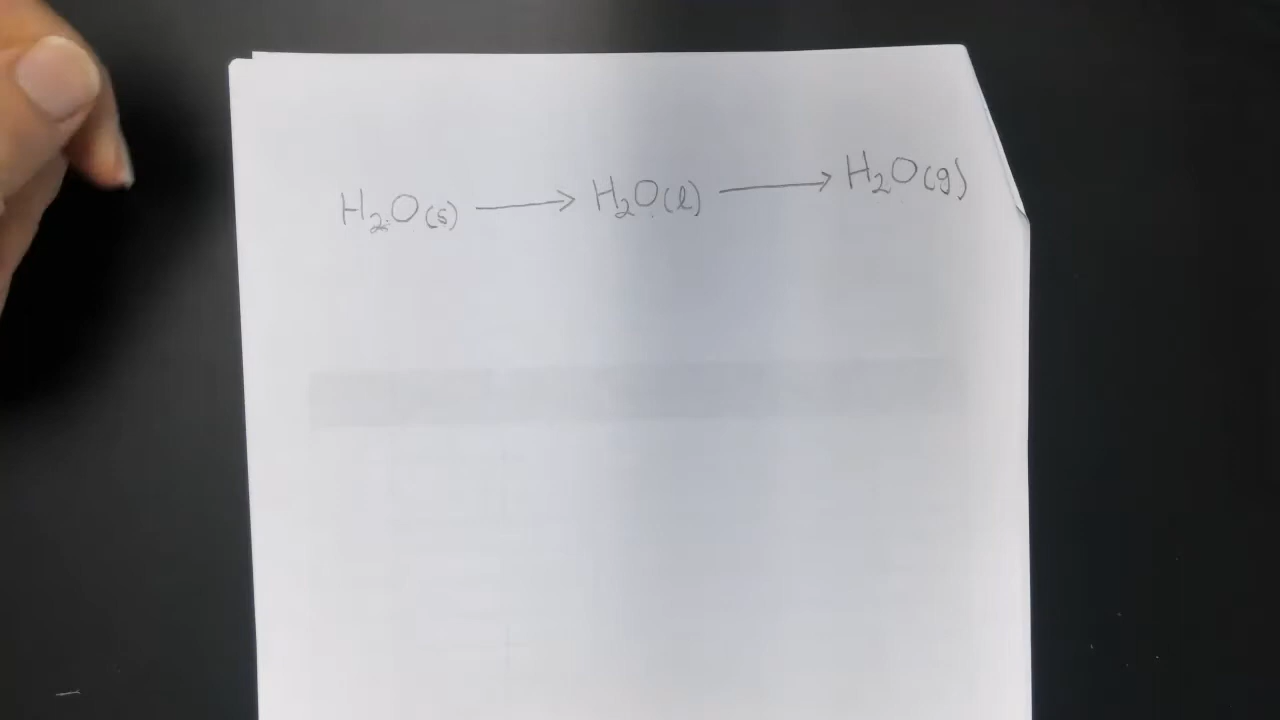 H₂O(s) ⟶ H₂O(l) ⟶ H₂O(g)